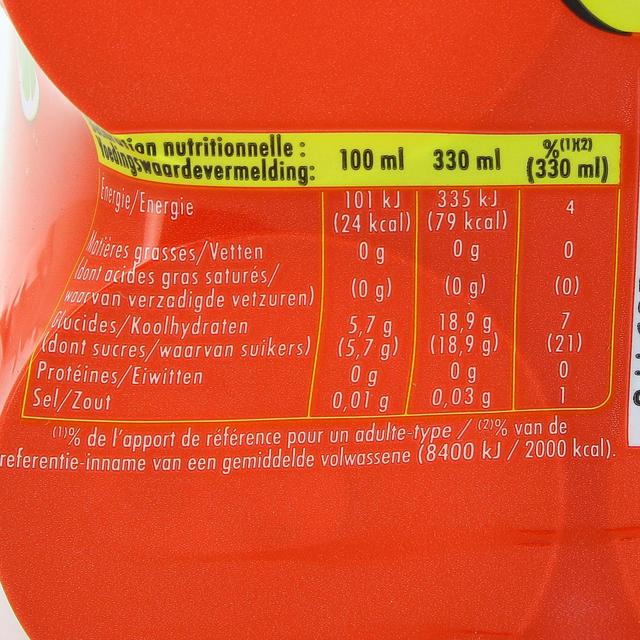 nutritionnelle :
Voedingswaardevermelding: 100 ml 330 ml %(1)(2) (330 ml)
Energie/Energie 101 kJ 335 kJ 4
(24 kcal) (79 kcal)
Matières grasses/Vetten 0 g 0 g 0
(dont acides gras saturés/
waarvan verzadigde vetzuren) (0 g) (0 g) (0)
Glucides/Koolhydraten 5,7 g 18,9 g 7
(dont sucres/waarvan suikers) (5,7 g) (18,9 g) (21)
Protéines/Eiwitten 0 g 0 g 0
Sel/Zout 0,01 g 0,03 g 1
(1)% de l'apport de référence pour un adulte-type / (2)% van de
referentie-inname van een gemiddelde volwassene (8400 kJ / 2000 kcal).